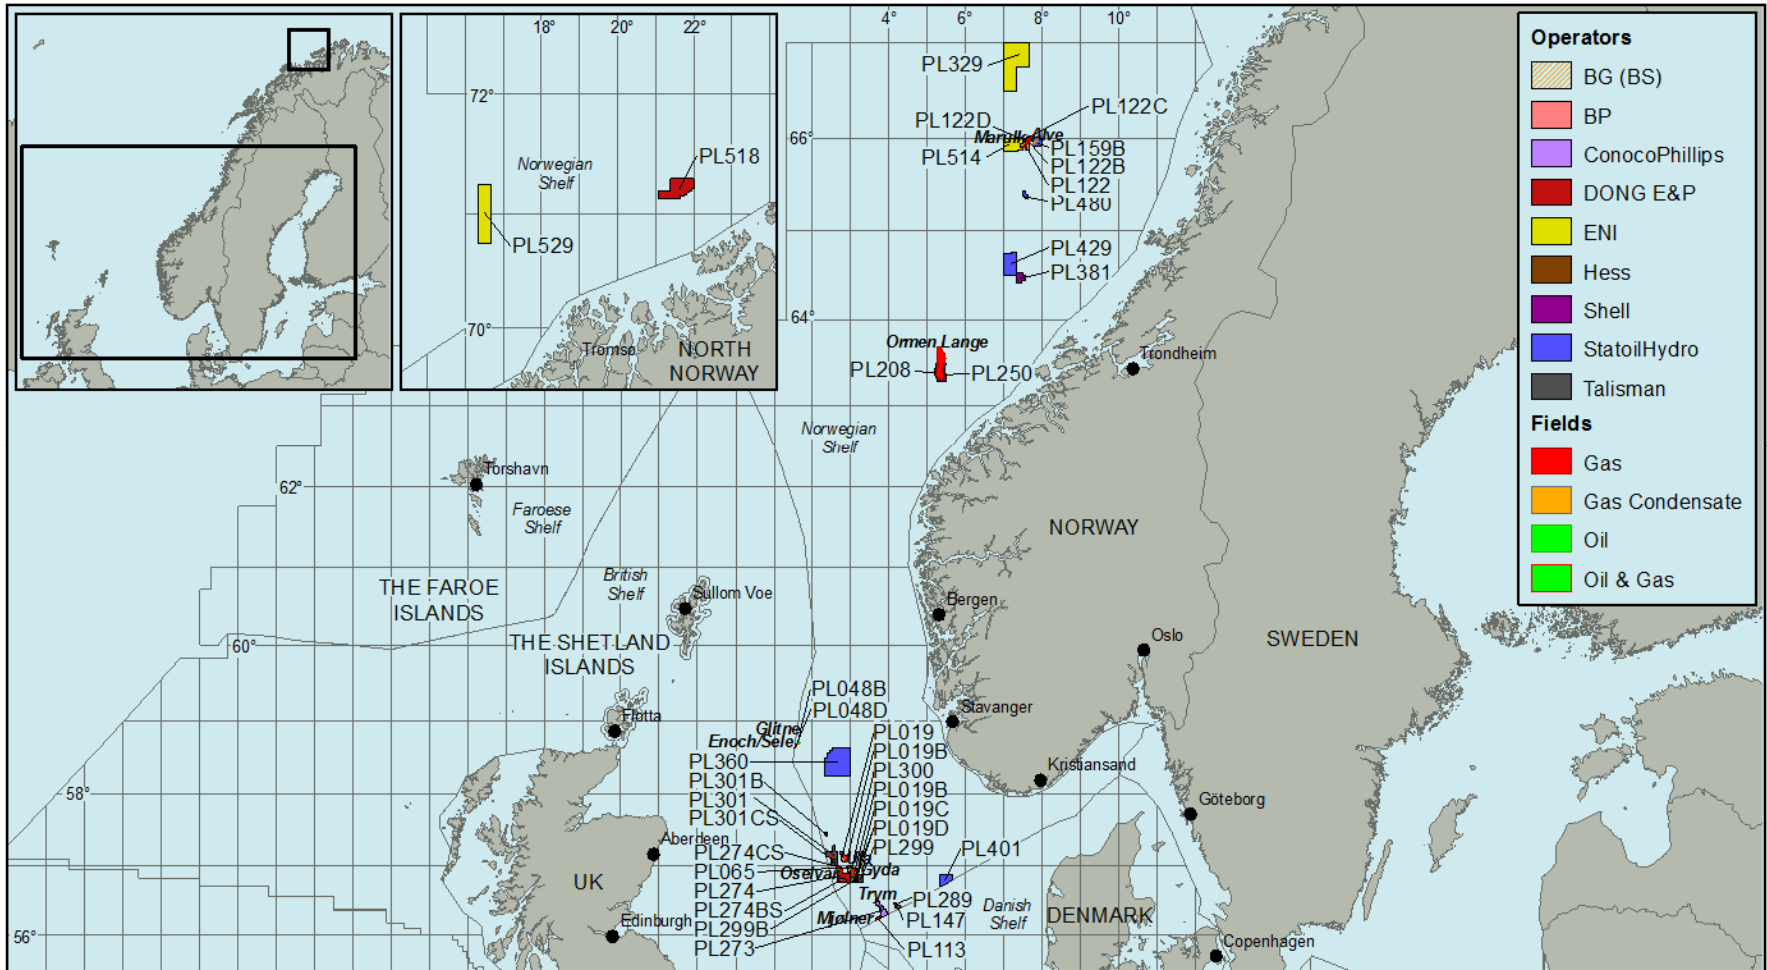 18°
20°
22°
72°
Norwegian
Shelf
PL518
PL529
70°
Tromsø
NORTH
NORWAY
4°
6°
8°
10°
PL329
PL122C
PL122D
Marulk
Alve
66°
PL514
PL159B
PL122B
PL122
PL480
PL429
PL381
64°
Ormen Lange
PL208
PL250
Trondheim
Norwegian
Shelf
Torshavn
62°
Faroese
Shelf
NORWAY
British
Shelf
THE FAROE
ISLANDS
Sullom Voe
Bergen
60°
THE SHETLAND
ISLANDS
Oslo
SWEDEN
PL048B
PL048D
Flotta
Glitne
Enoch/Sele
Stavanger
PL019
PL019B
PL360
PL300
PL301B
PL019B
PL301
PL019C
PL301CS
PL019D
PL299
Kristiansand
58°
Göteborg
Aberdeen
PL274CS
PL401
PL065
Oselvar
Gyda
PL274
UK
Trym
PL289
PL274BS
Mjølner
PL147
PL299B
PL273
PL113
Danish
Shelf
DENMARK
Edinburgh
56°
Copenhagen
Operators
BG (BS)
BP
ConocoPhillips
DONG E&P
ENI
Hess
Shell
StatoilHydro
Talisman
Fields
Gas
Gas Condensate
Oil
Oil & Gas